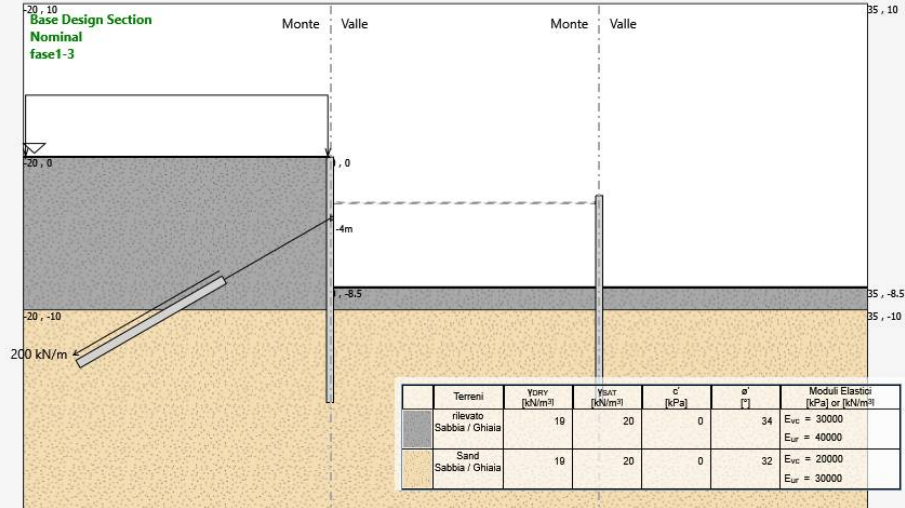 -20 , 10
35 , 10
Base Design Section
Nominal
fase1-3
Monte
Valle
Monte
Valle
-20 , 0
, 0
-4m
, -8.5
35 , -8.5
-20 , -10
35 , -10
200 kN/m
Terreni γDRY [kN/m³] γSAT [kN/m³] c' [kPa] ø' [°] Moduli Elastici [kPa] or [kN/m³]
rilevato
Sabbia / Ghiaia 19 20 0 34 Evc = 30000
Eur = 40000
Sand
Sabbia / Ghiaia 19 20 0 32 Evc = 20000
Eur = 30000